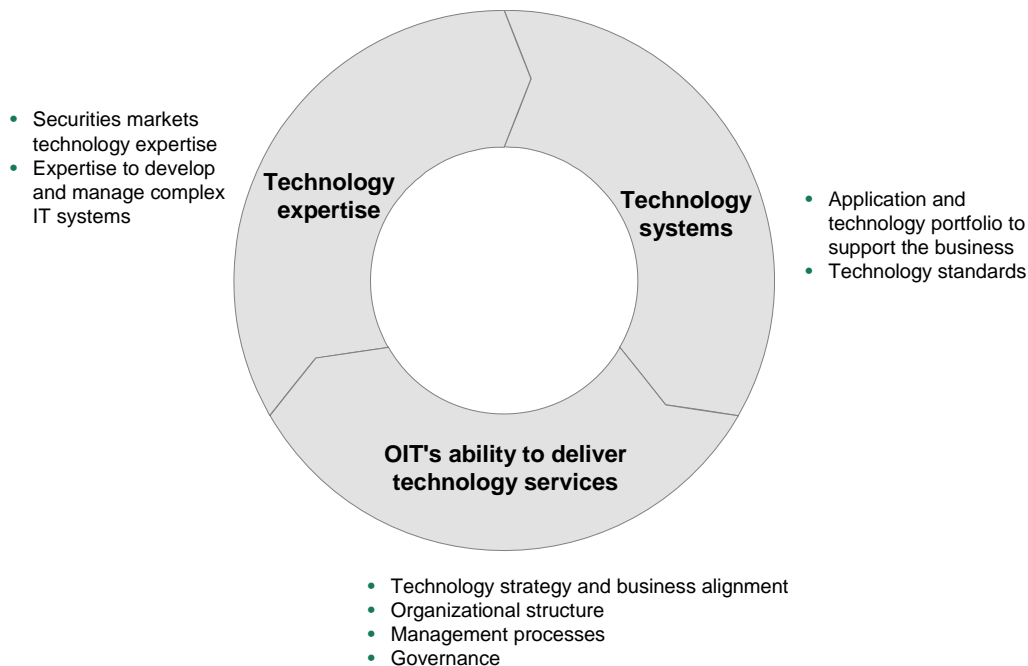 • Securities markets
technology expertise
• Expertise to develop
and manage complex
IT systems
Technology
expertise
Technology
systems
• Application and
technology portfolio to
support the business
• Technology standards
OIT's ability to deliver
technology services
• Technology strategy and business alignment
• Organizational structure
• Management processes
• Governance